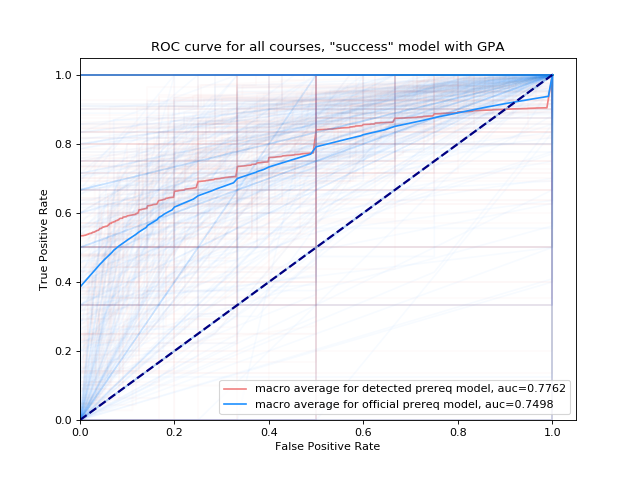 ROC curve for all courses, "success" model with GPA
1.0
0.8
0.6
0.4
0.2
0.0
True Positive Rate
macro average for detected prereq model, auc=0.7762
macro average for official prereq model, auc=0.7498
0.0 0.2 0.4 0.6 0.8 1.0
False Positive Rate